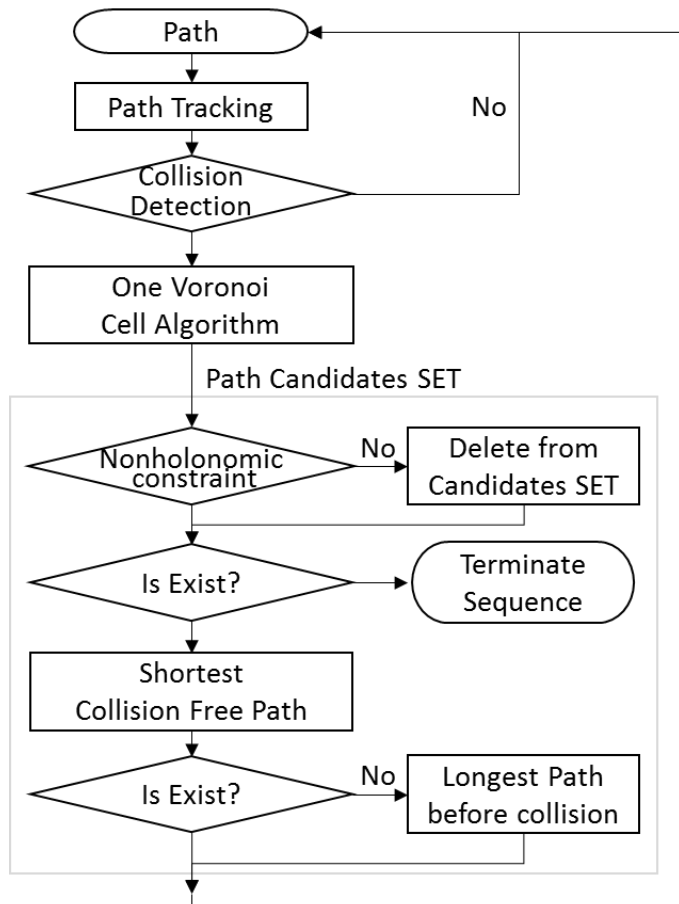 Path
Path Tracking
No
Collision
Detection
One Voronoi
Cell Algorithm
Path Candidates SET
Nonholonomic
constraint
No
Delete from
Candidates SET
Is Exist?
Terminate
Sequence
Shortest
Collision Free Path
Is Exist?
No
Longest Path
before collision